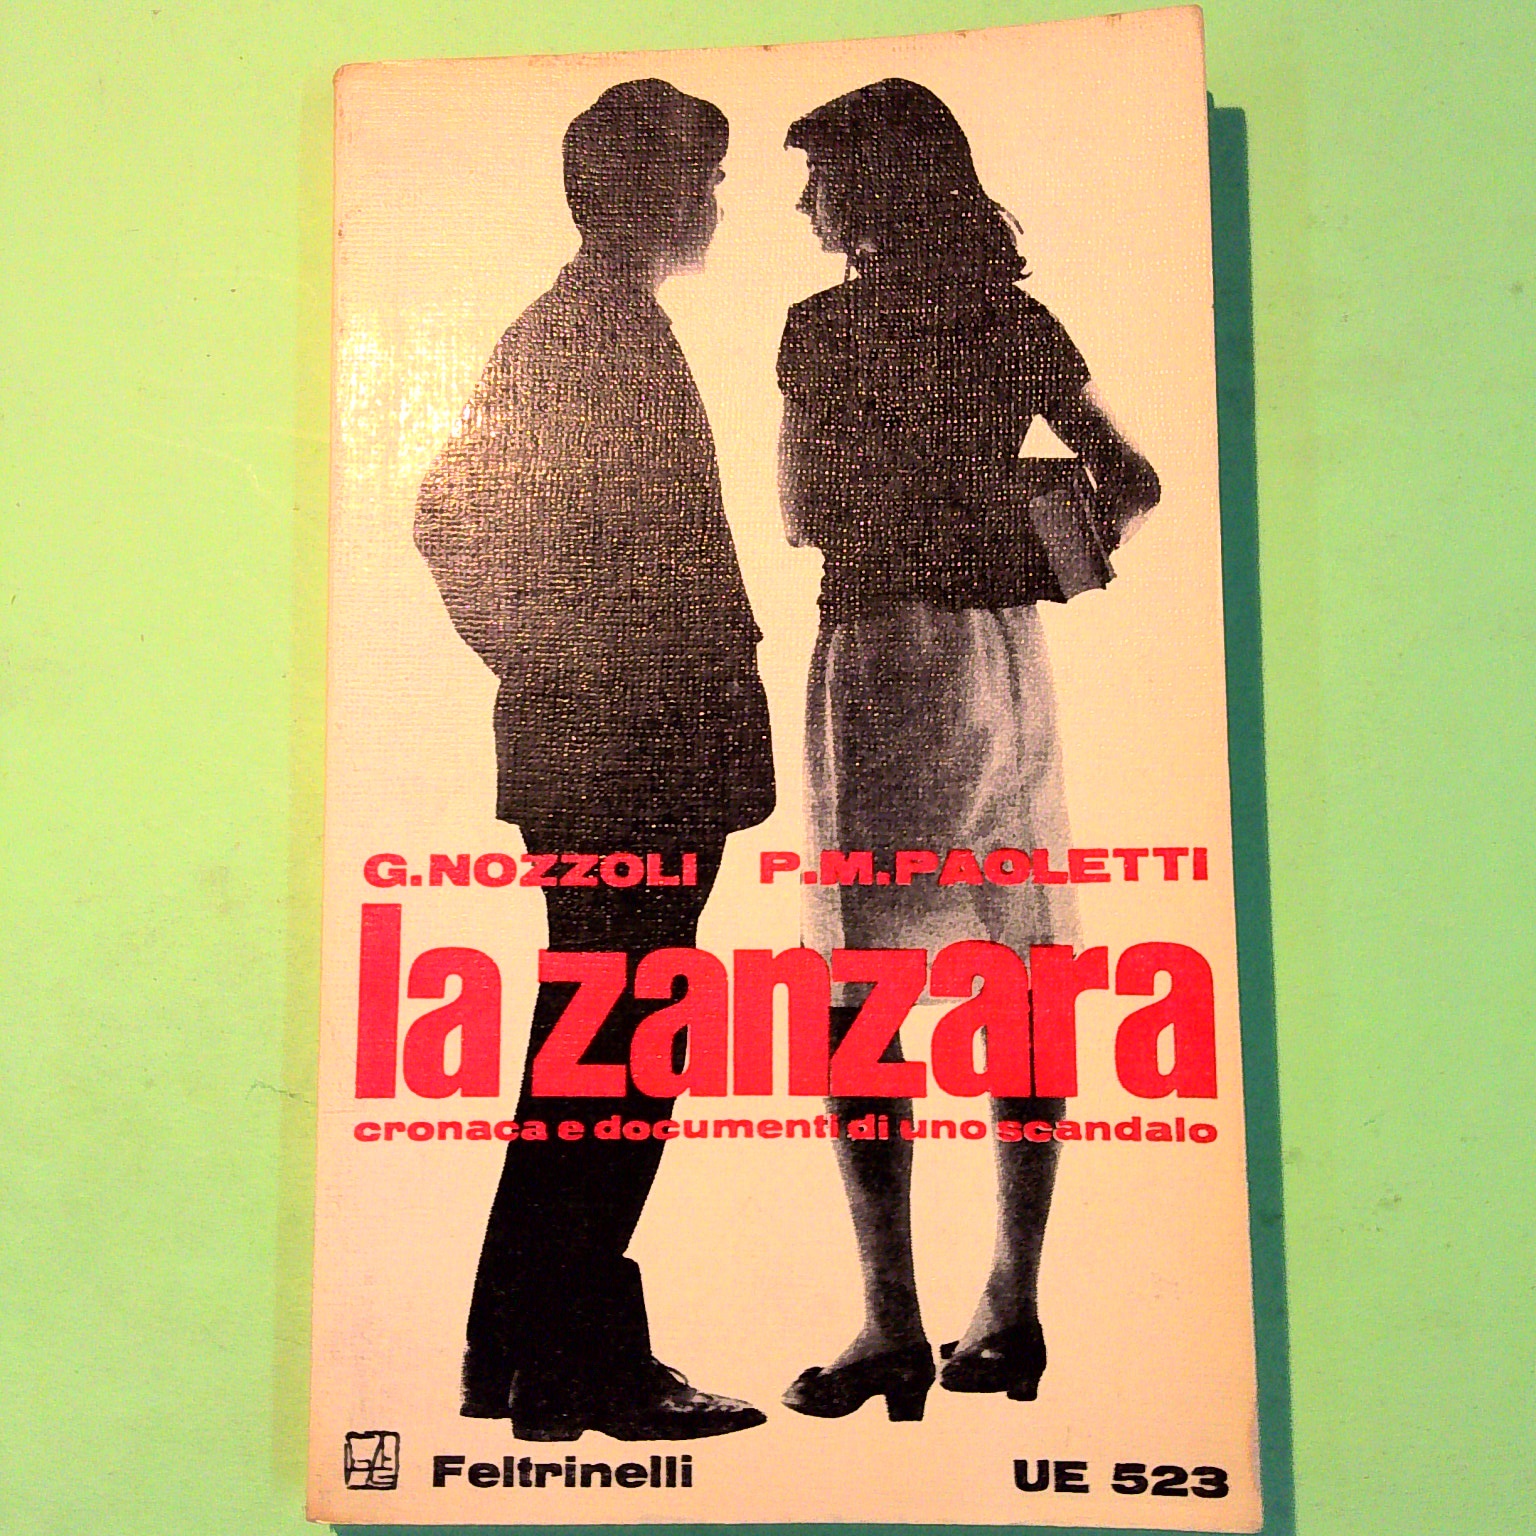 G.NOZZOLI P.M.PAOLETTI
la zanzara
cronaca e documenti di uno scandalo
Feltrinelli UE 523